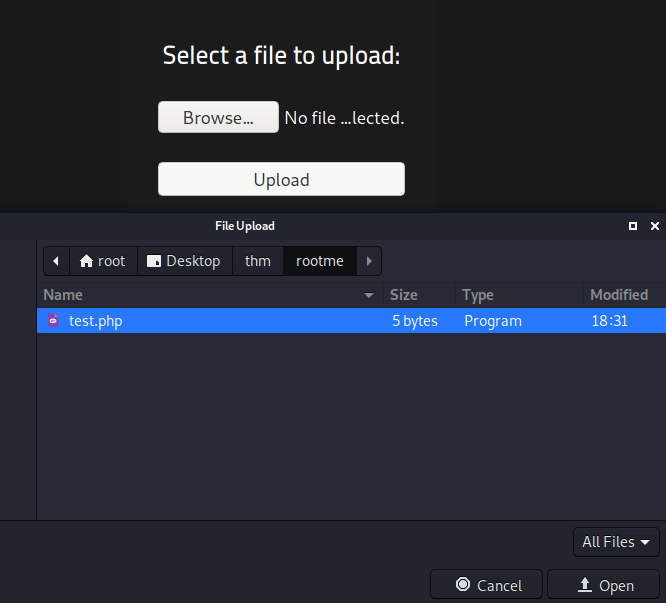 Select a file to upload:
Browse... No file ...lected.
Upload
File Upload
root Desktop thm rootme
Name Size Type Modified
test.php 5 bytes Program 18:31
All Files
Cancel Open